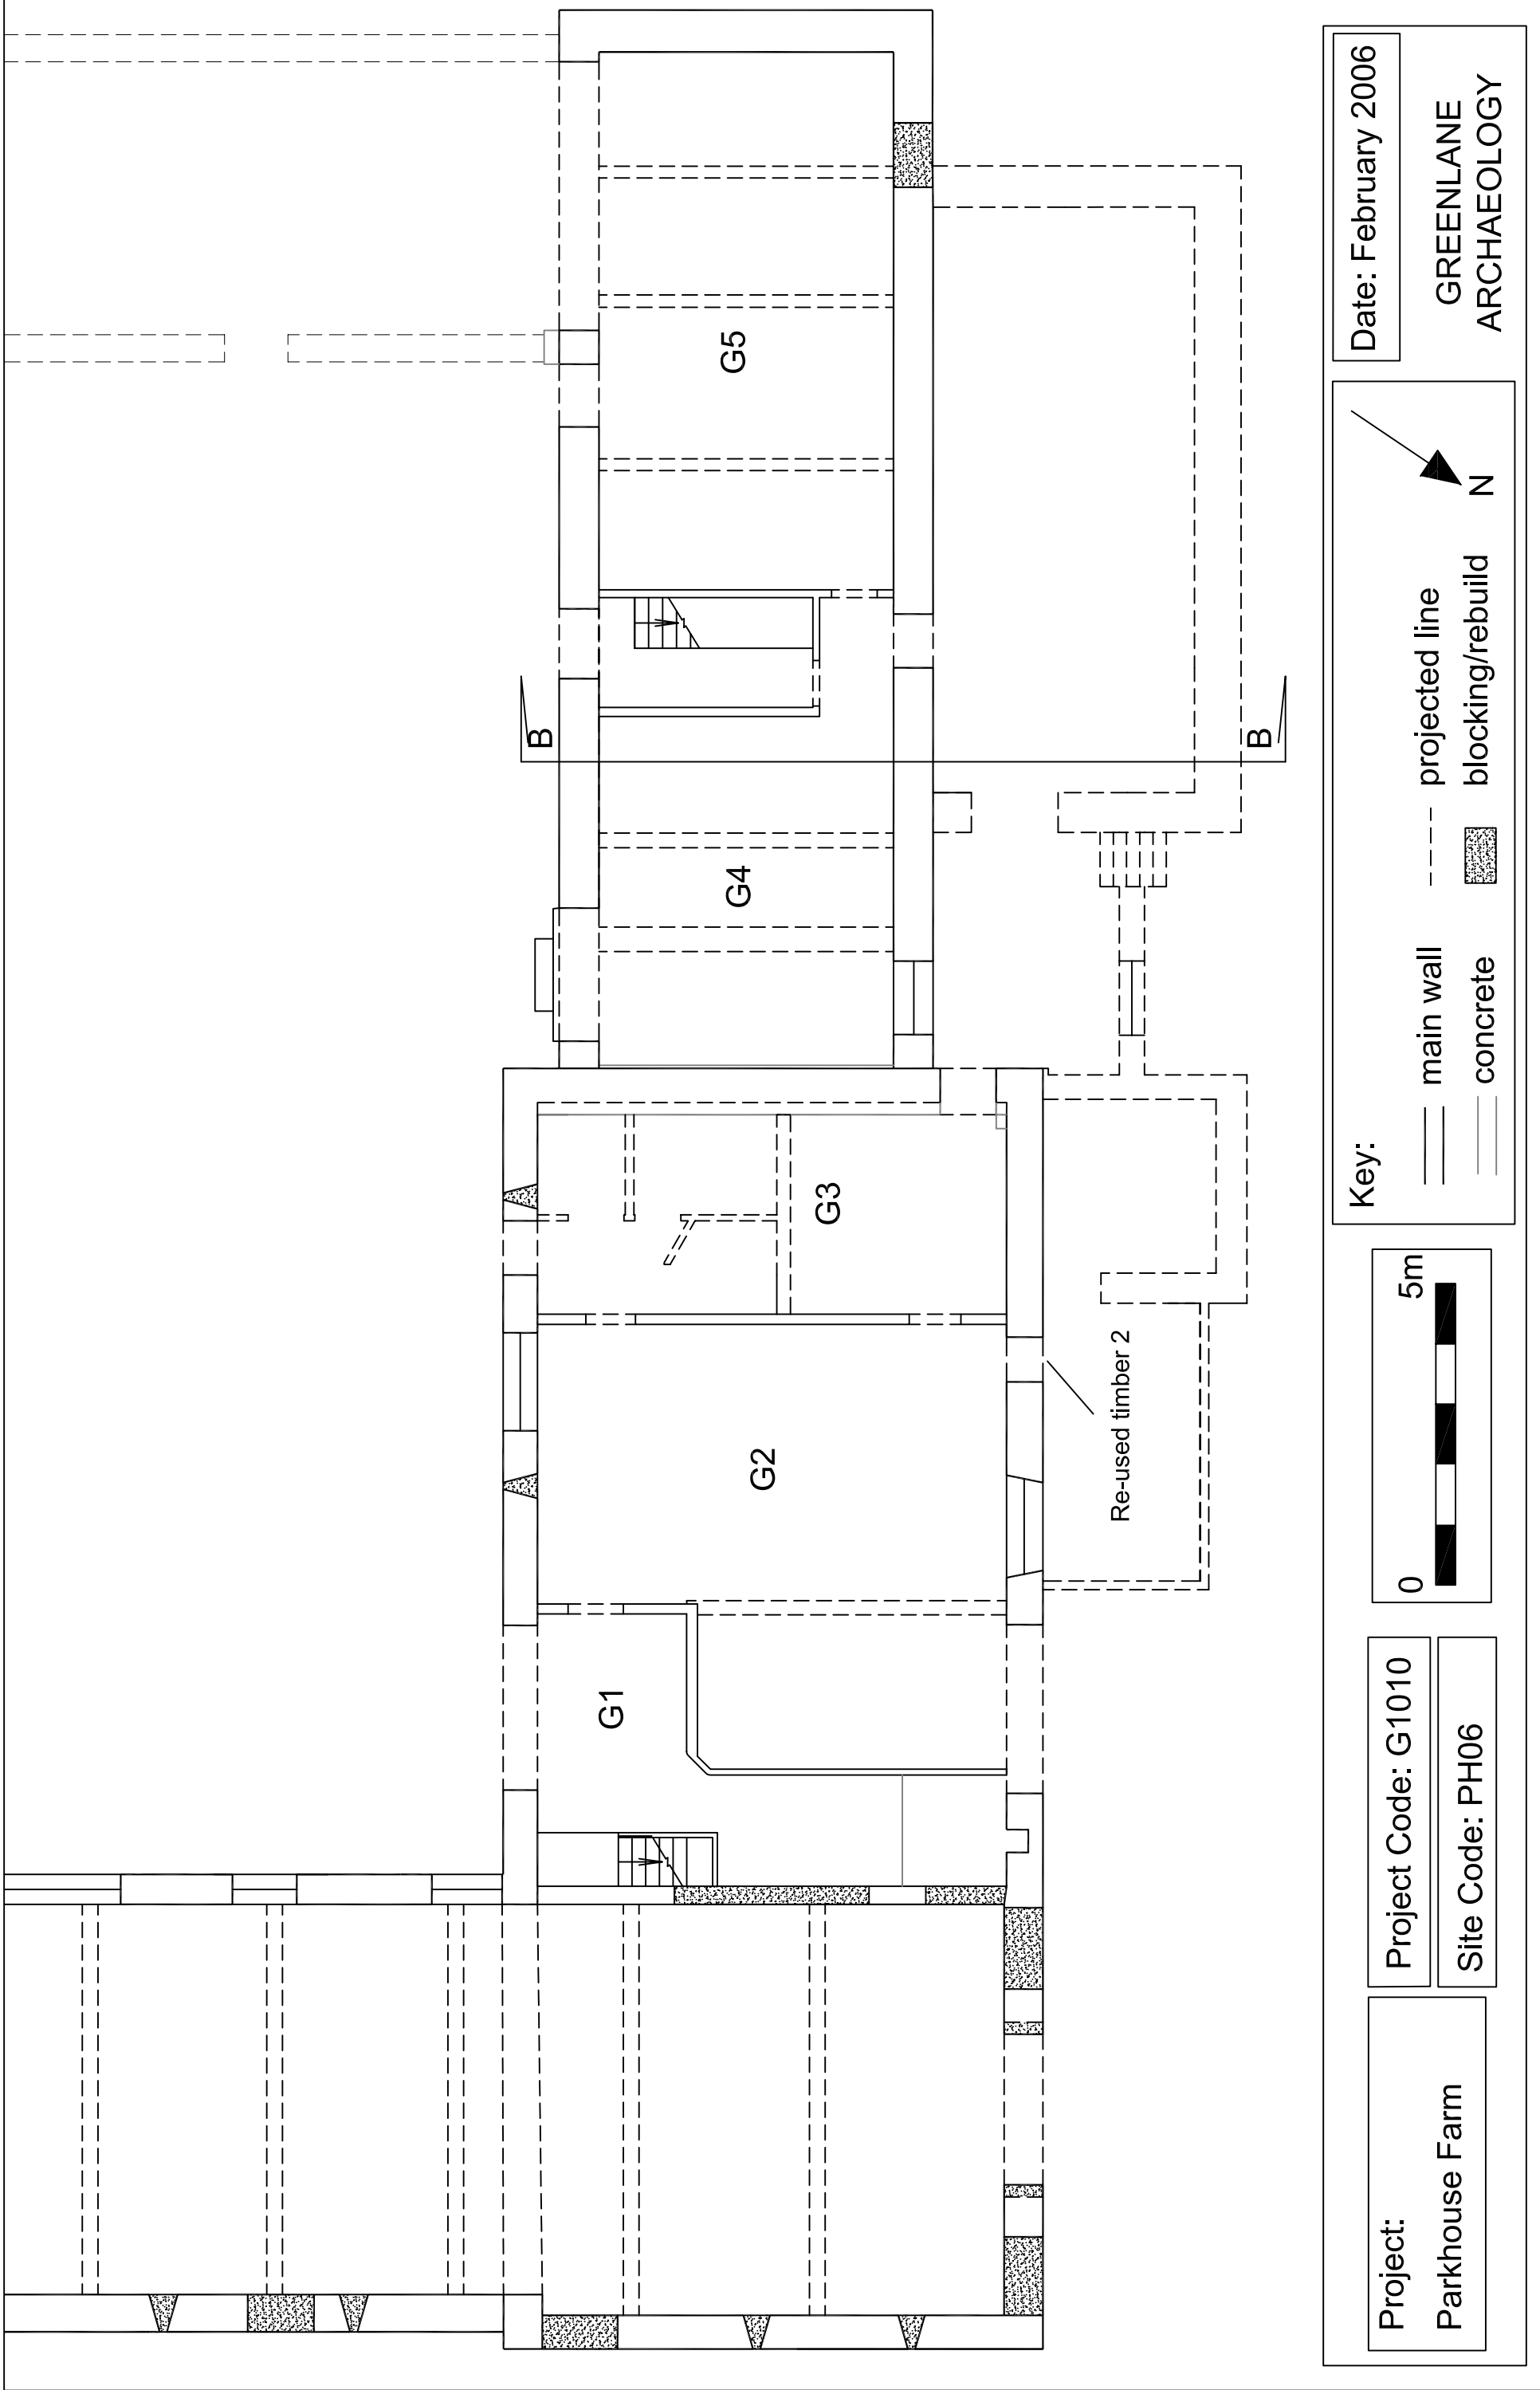 G1
G2
G3
G4
G5
B
B
Re-used timber 2
Project:
Parkhouse Farm
Project Code: G1010
Site Code: PH06
0
5m
Key:
main wall
projected line
concrete
blocking/rebuild
N
Date: February 2006
GREENLANE
ARCHAEOLOGY